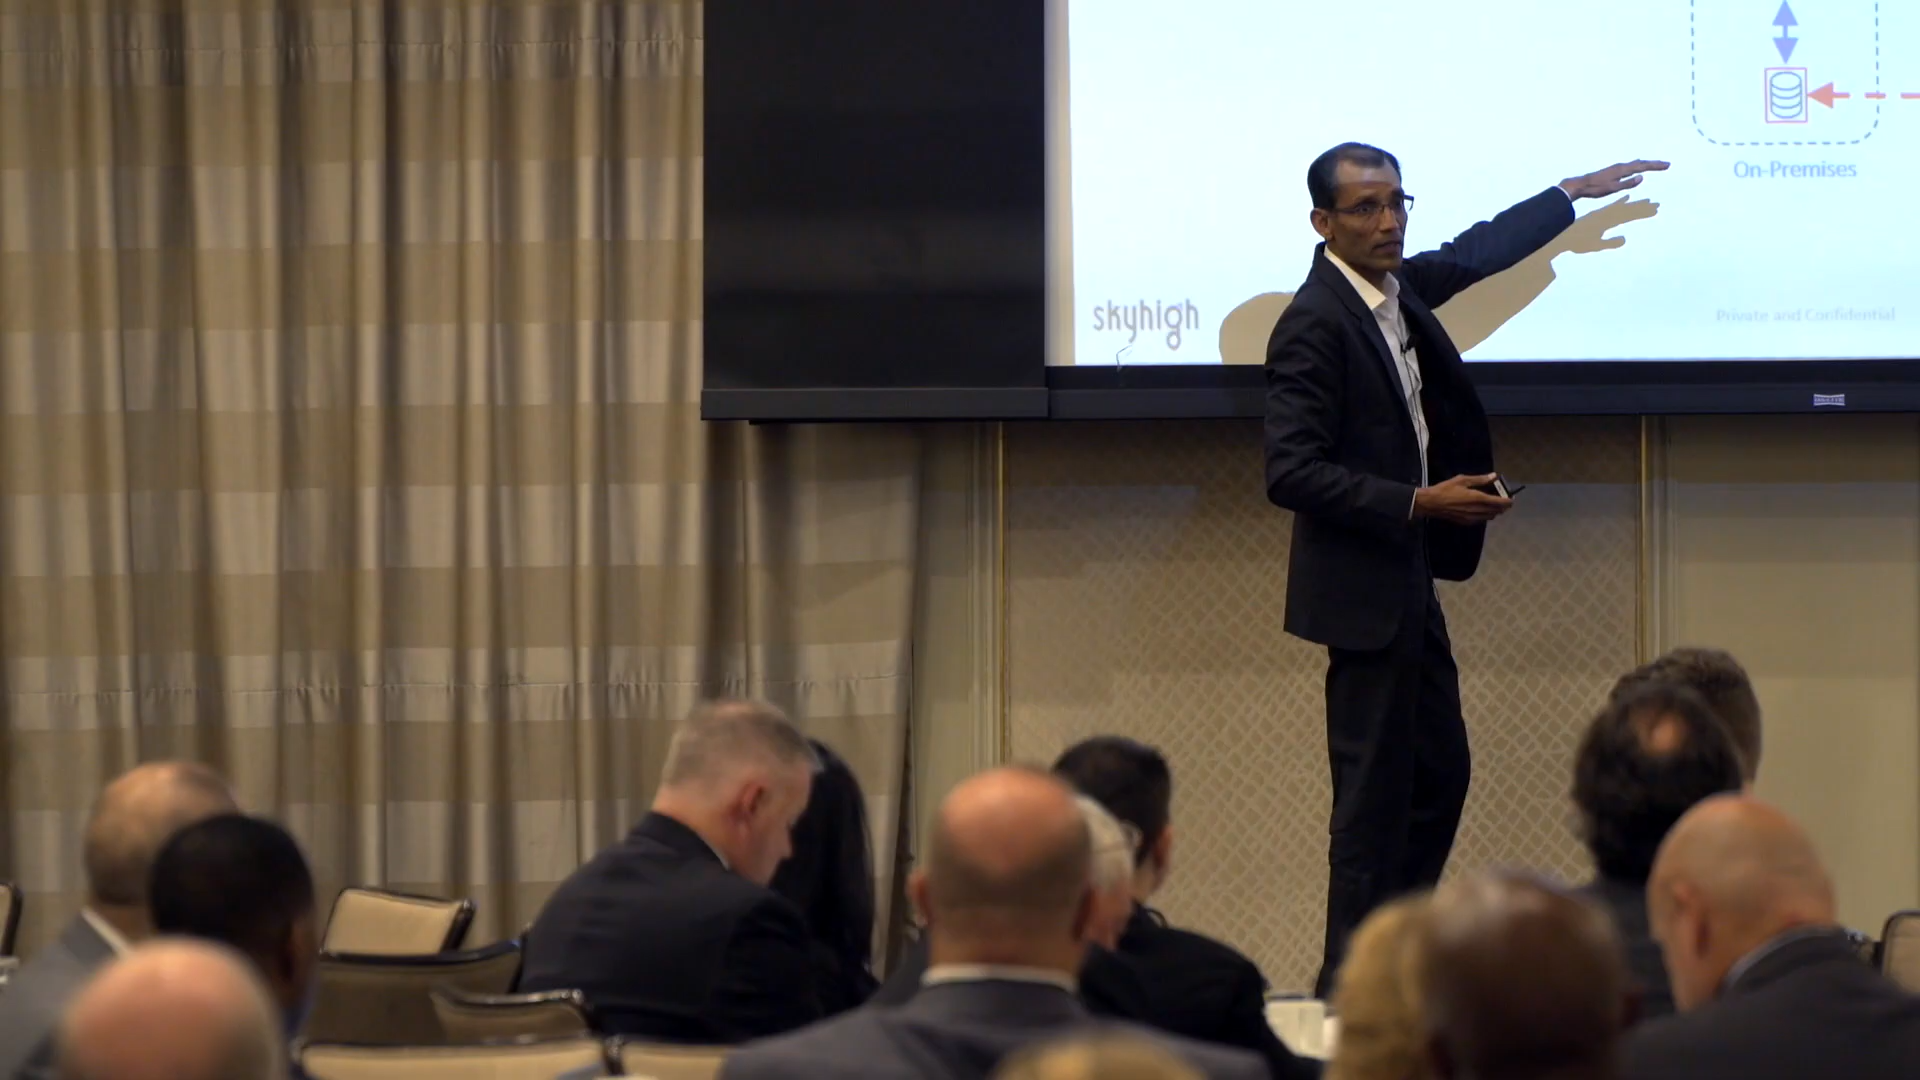 On-Premises
skyhigh
Private and Confidential